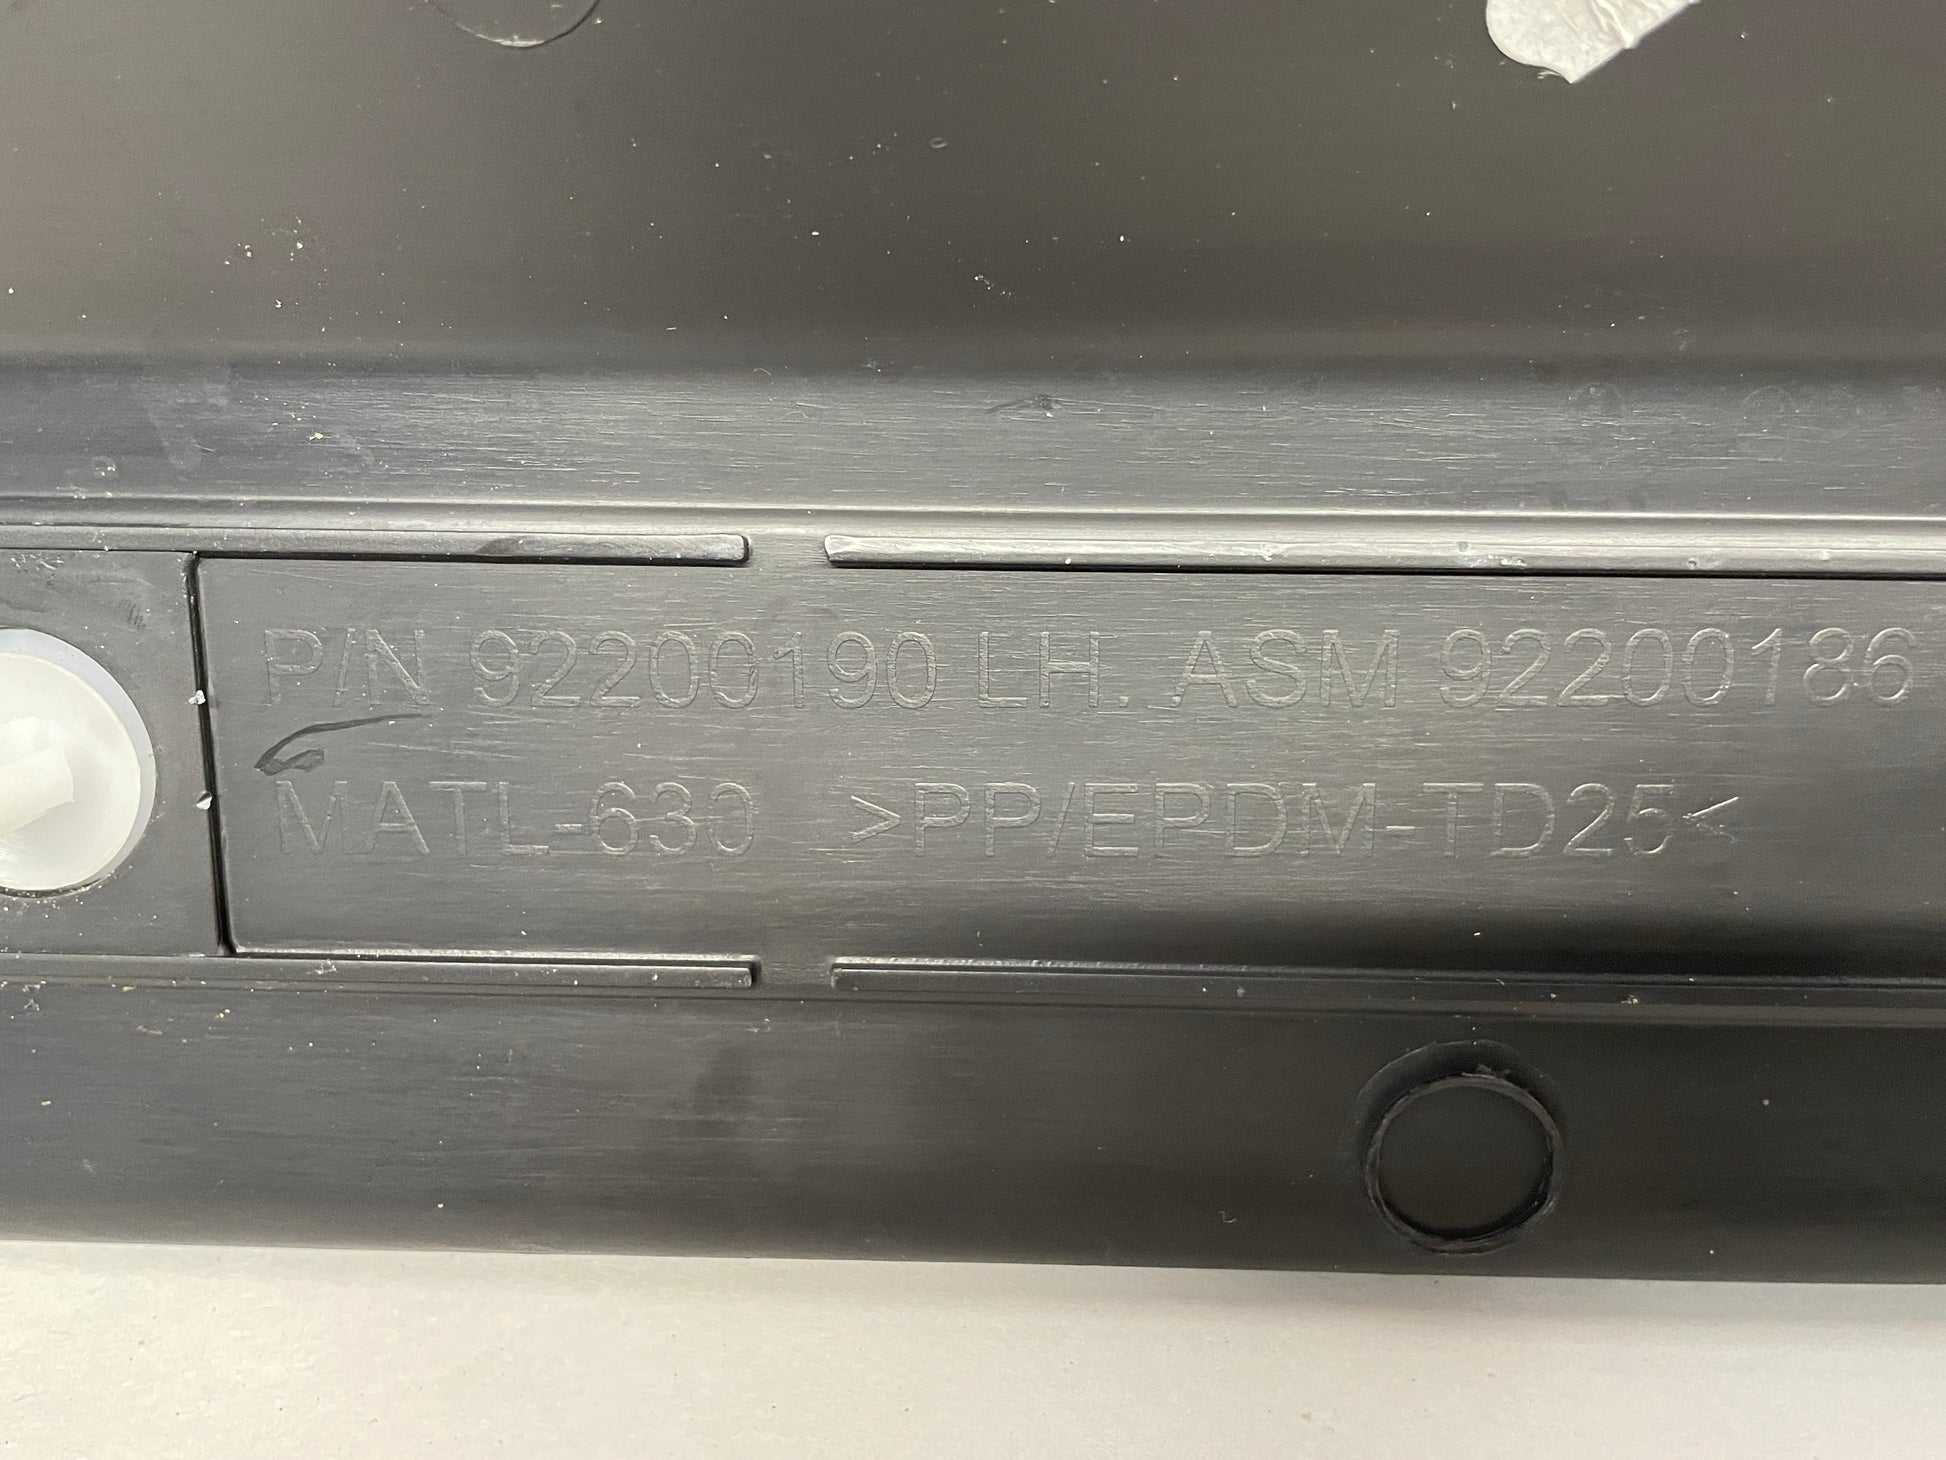 P/N 92200190 LH. ASM 92200186
MATL-630 >PP/EPDM-TD25<